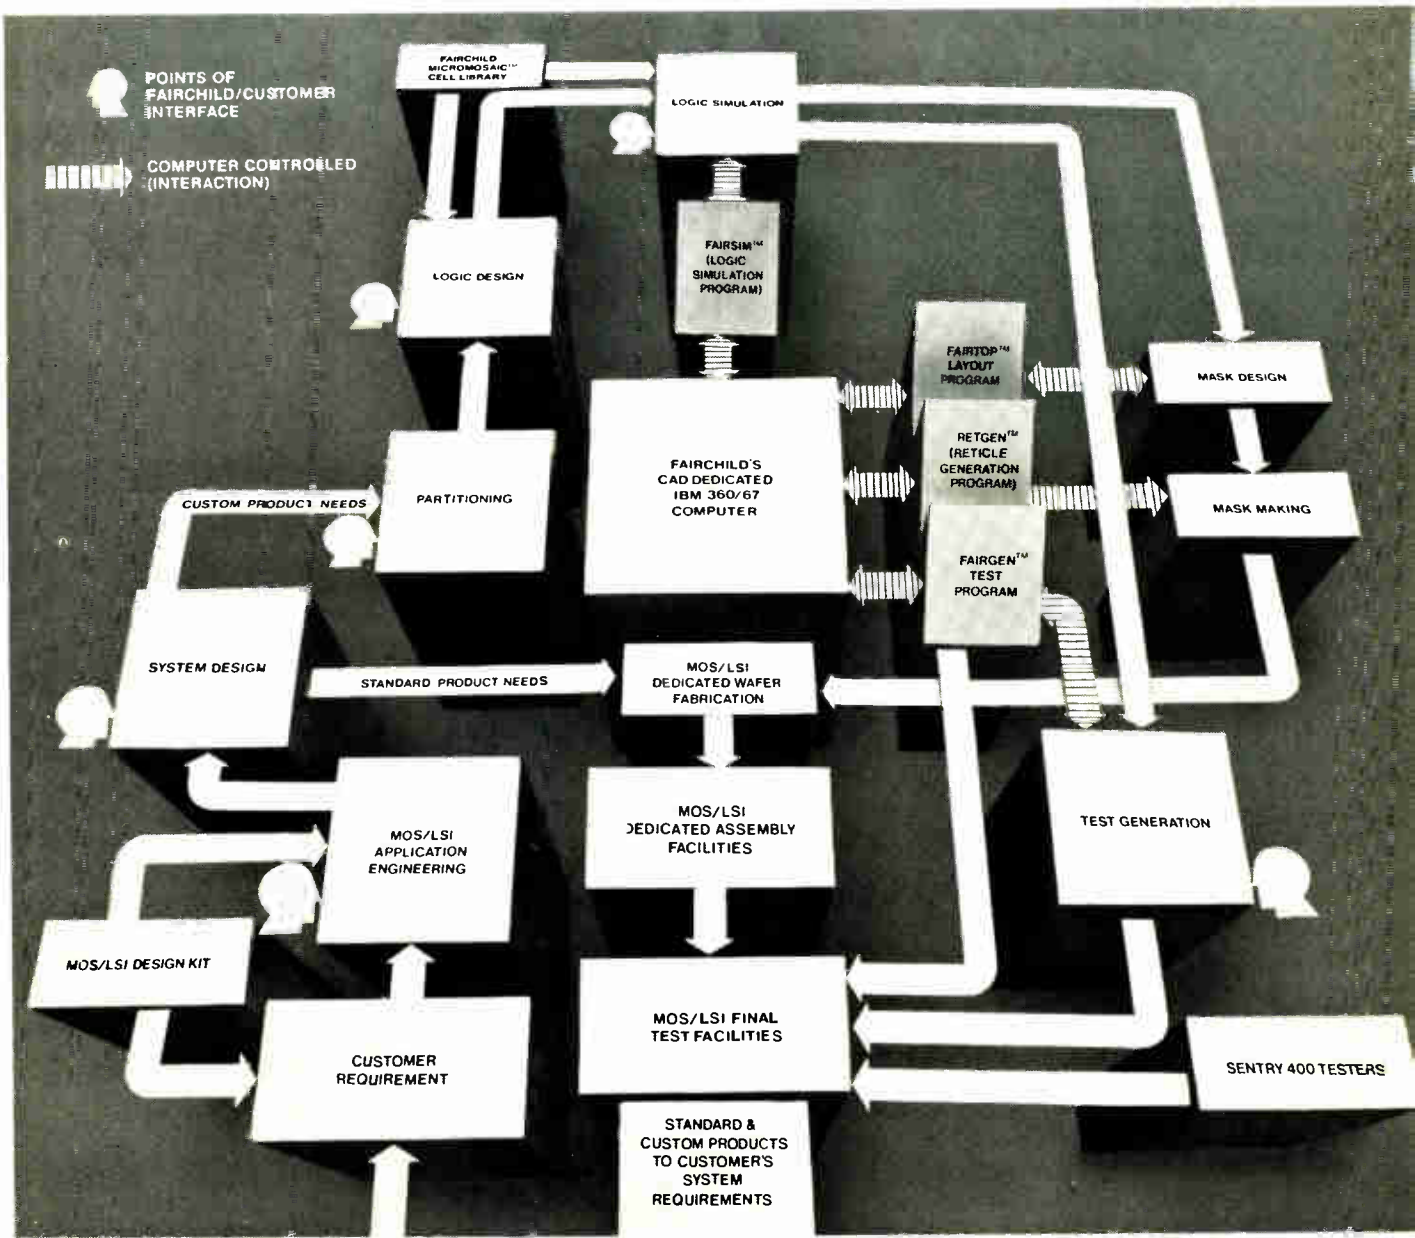 POINTS OF
FAIRCHILD/CUSTOMER
INTERFACE
COMPUTER CONTROLLED
(INTERACTION)
FAIRCHILD
MICROMOSAIC™
CELL LIBRARY
LOGIC SIMULATION
FAIRSIM™
(LOGIC
SIMULATION
PROGRAM)
LOGIC DESIGN
FAIRTOP™
LAYOUT
PROGRAM
MASK DESIGN
RETGEN™
(RETICLE
GENERATION
PROGRAM)
MASK MAKING
FAIRCHILD'S
CAD DEDICATED
IBM 360/67
COMPUTER
PARTITIONING
CUSTOM PRODUCT NEEDS
FAIRGEN™
TEST
PROGRAM
SYSTEM DESIGN
STANDARD PRODUCT NEEDS
MOS/LSI
DEDICATED WAFER
FABRICATION
MOS/LSI
DEDICATED ASSEMBLY
FACILITIES
TEST GENERATION
MOS/LSI
APPLICATION
ENGINEERING
MOS/LSI DESIGN KIT
MOS/LSI FINAL
TEST FACILITIES
CUSTOMER
REQUIREMENT
SENTRY 400 TESTERS
STANDARD &
CUSTOM PRODUCTS
TO CUSTOMER'S
SYSTEM
REQUIREMENTS